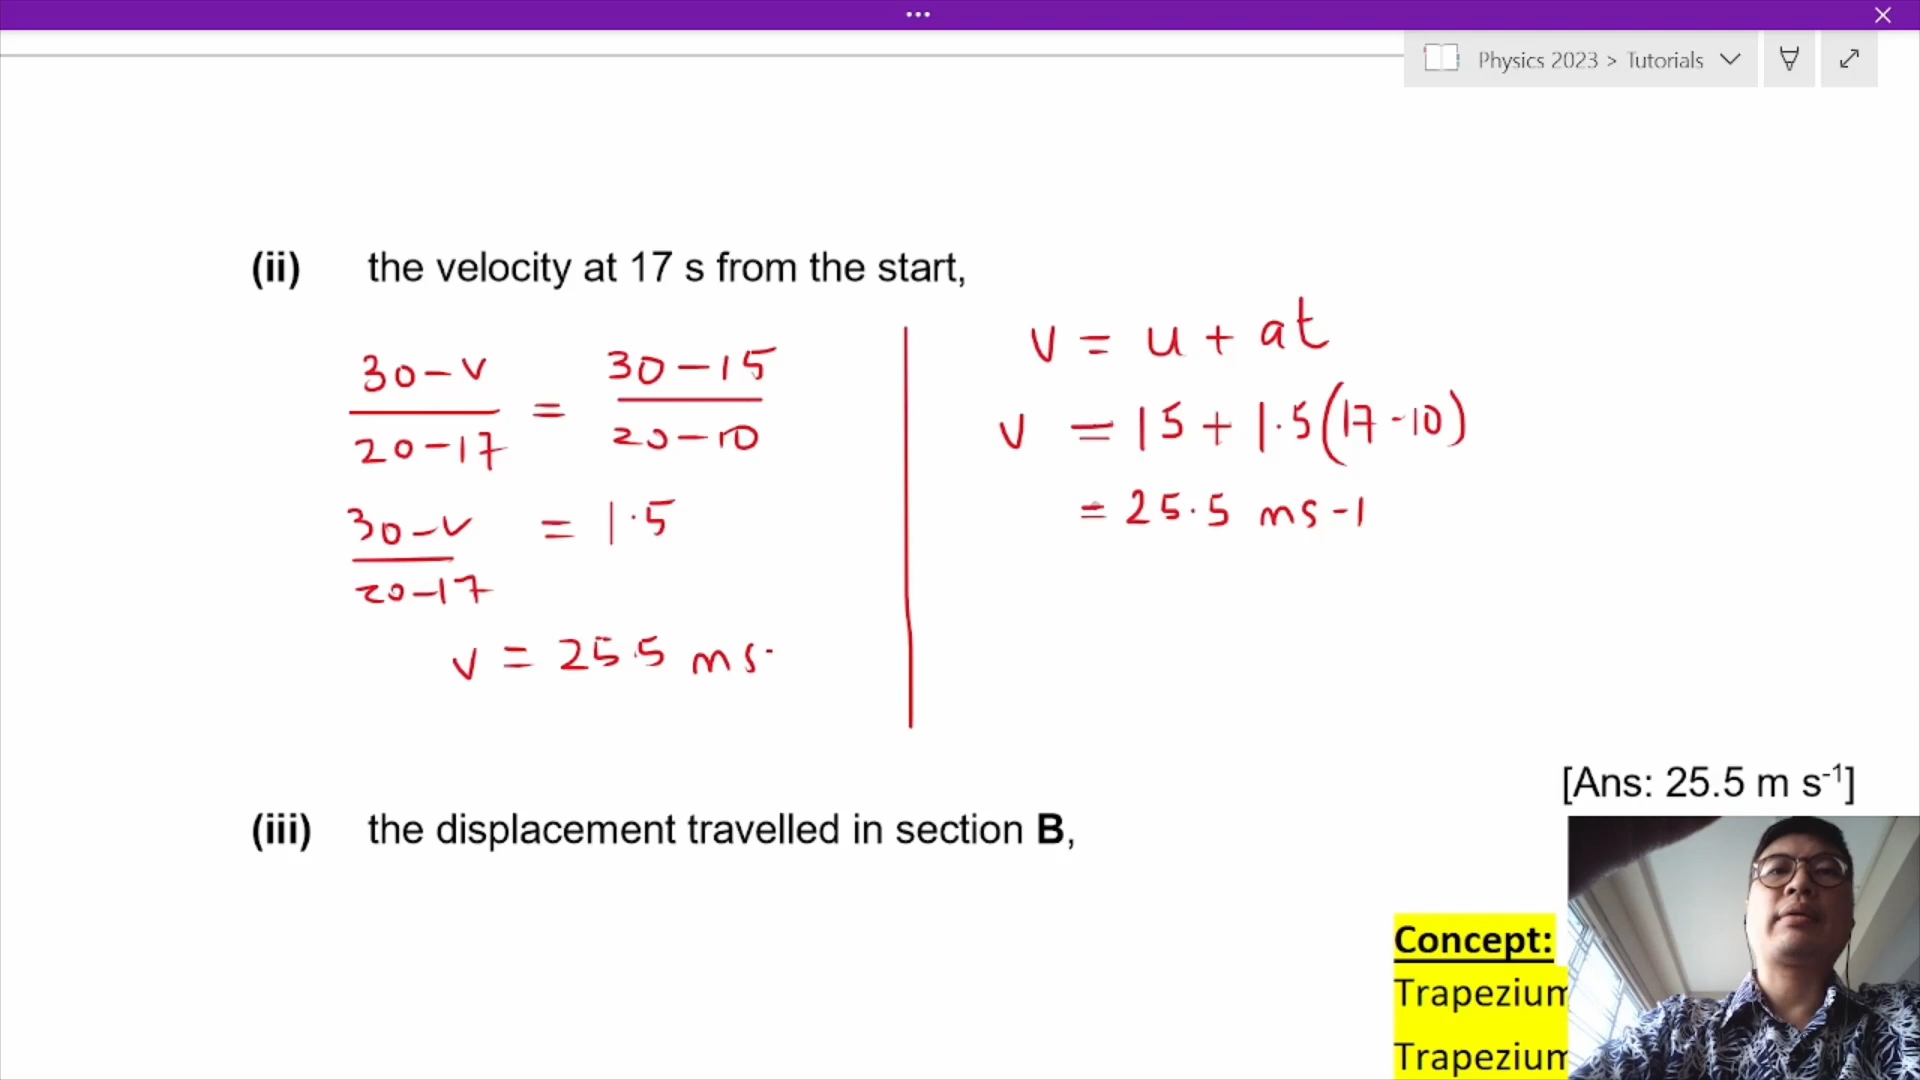 ...
Physics 2023 > Tutorials
(ii) the velocity at 17 s from the start,
30-v / 20-17 = 30-15 / 20-10
30-v / 20-17 = 1.5
v = 25.5 ms-
v = u + at
v = 15 + 1.5(17-10)
= 25.5 ms-1
[Ans: 25.5 m s⁻¹]
(iii) the displacement travelled in section B,
Concept:
Trapezium
Trapezium